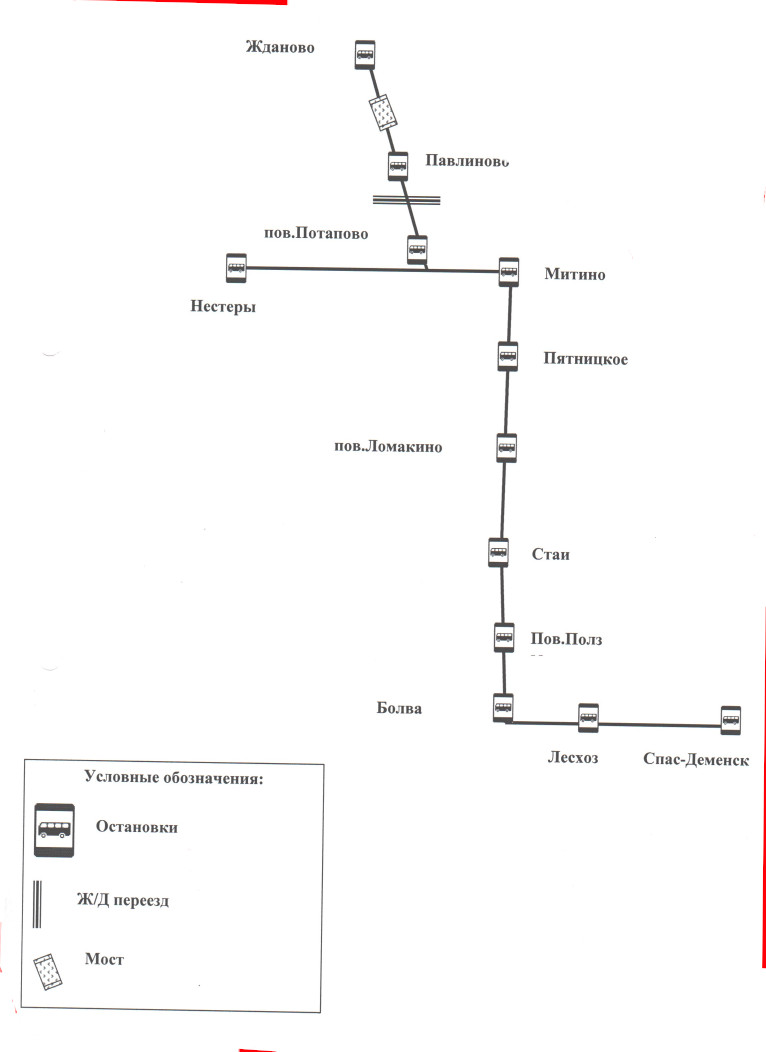 Жданово
Павлиново
пов.Потапово
Митино
Нестеры
Пятницкое
пов.Ломакино
Стаи
Пов.Полз
Болва
Лесхоз
Спас-Деменск
Условные обозначения:
Остановки
Ж/Д переезд
Мост